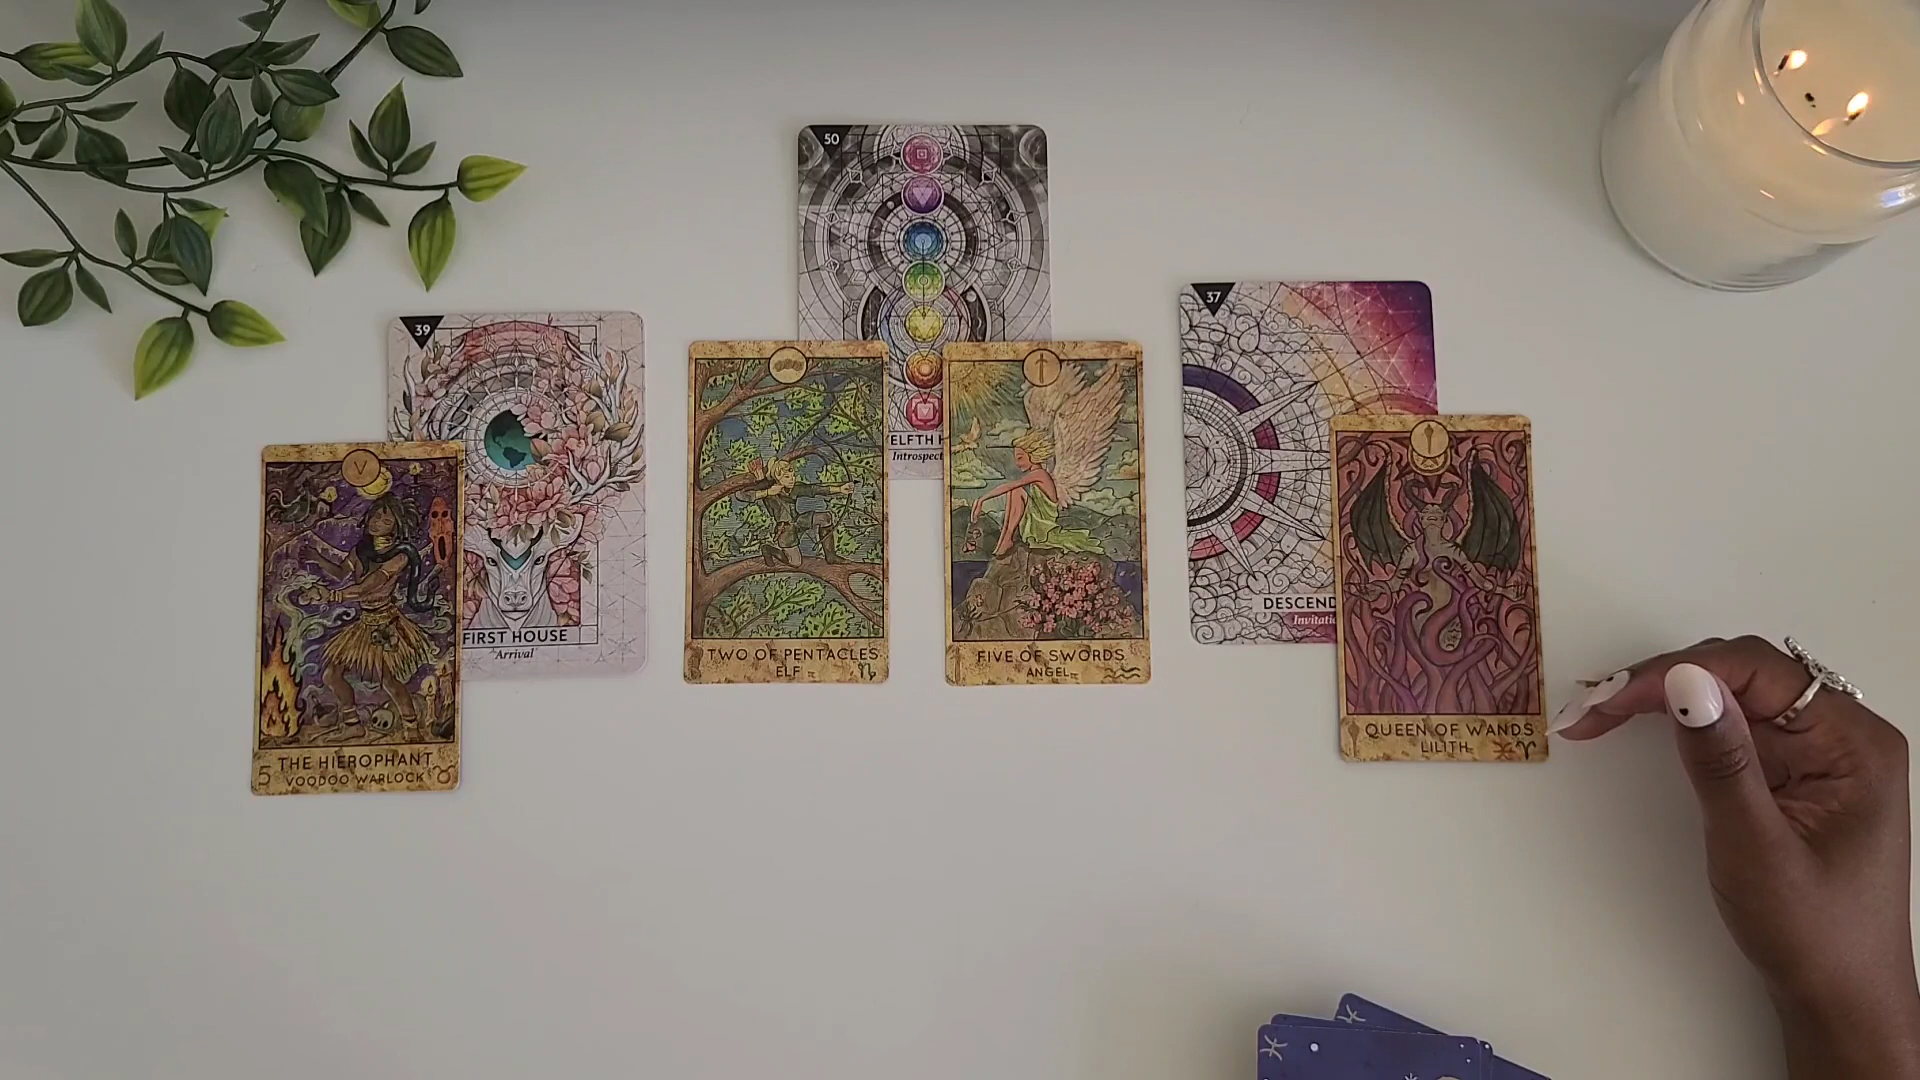 50
39
37
ELFTH H
Introspect
V
FIRST HOUSE
Arrival
TWO OF PENTACLES
ELF
FIVE OF SWORDS
ANGEL
DESCEND
Invitatio
QUEEN OF WANDS
LILITH
5 THE HIEROPHANT
VOODOO WARLOCK